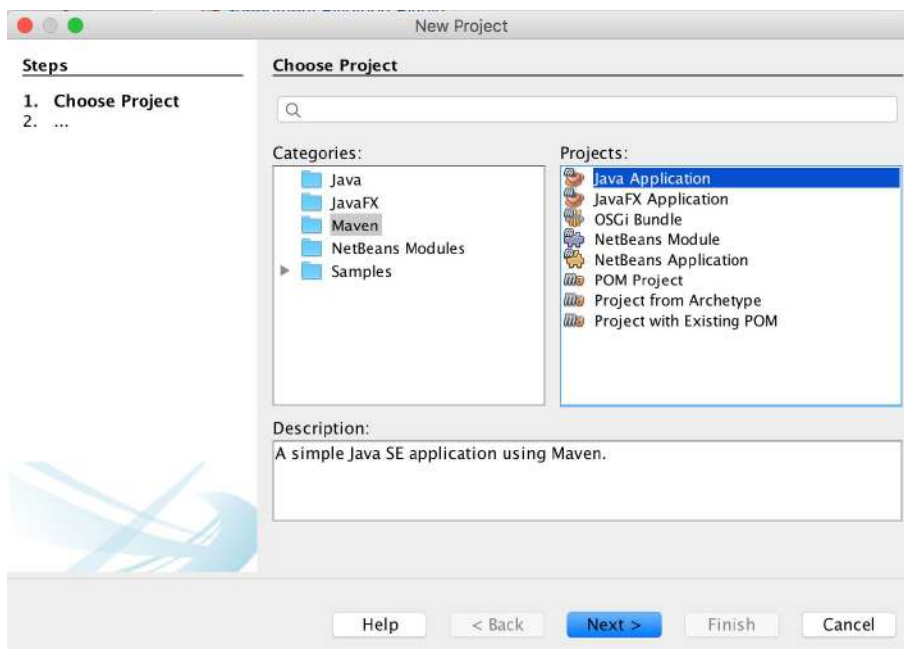 New Project
Steps
1. Choose Project
2. ...
Choose Project
Categories:
Java
JavaFX
Maven
NetBeans Modules
Samples
Projects:
Java Application
JavaFX Application
OSGi Bundle
NetBeans Module
NetBeans Application
POM Project
Project from Archetype
Project with Existing POM
Description:
A simple Java SE application using Maven.
Help
< Back
Next >
Finish
Cancel